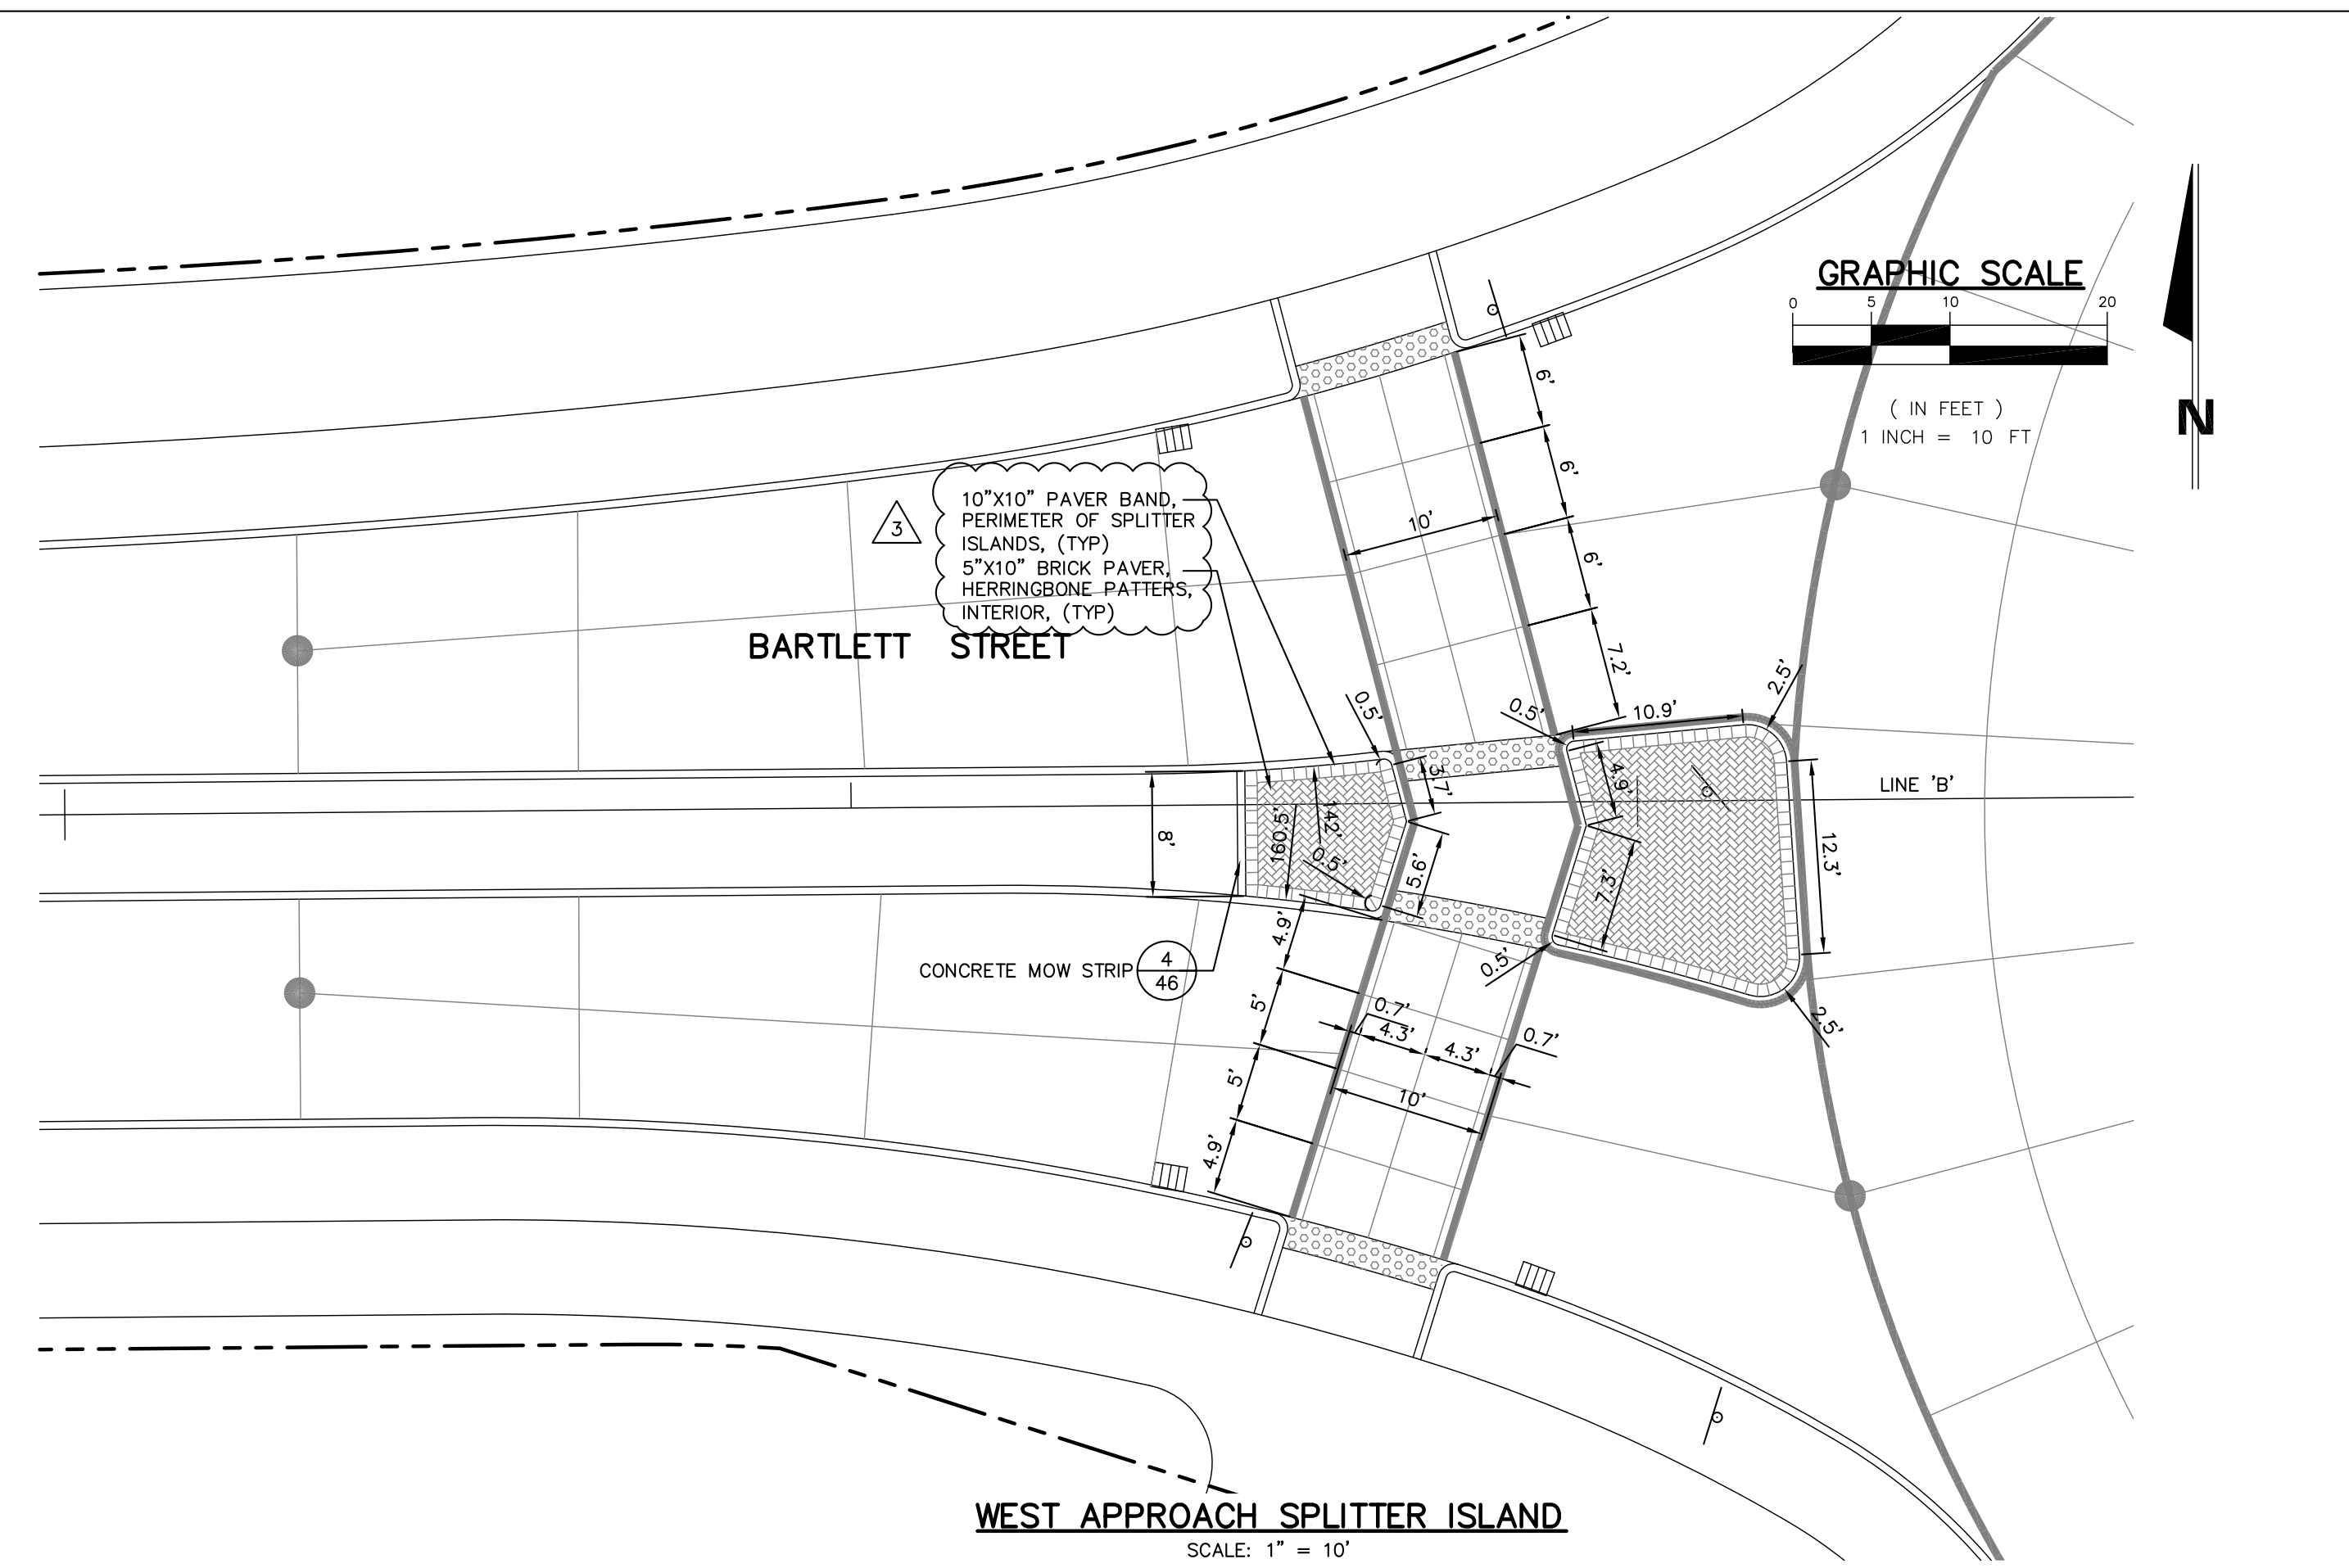 GRAPHIC SCALE
0 5 10 20
( IN FEET )
1 INCH = 10 FT
N
3
10"X10" PAVER BAND,
PERIMETER OF SPLITTER
ISLANDS, (TYP)
5"X10" BRICK PAVER,
HERRINGBONE PATTERS,
INTERIOR, (TYP)
BARTLETT STREET
6'
6'
10'
6'
7.2'
0.5'
0.5'
10.9'
2.5'
3.7'
4.9'
LINE 'B'
8'
160.5'
142'
0.5'
5.6'
7.3'
12.3'
4.9'
0.5'
CONCRETE MOW STRIP
4
46
5'
0.7'
4.3'
4.3'
0.7'
2.5'
5'
10'
4.9'
WEST APPROACH SPLITTER ISLAND
SCALE: 1" = 10'